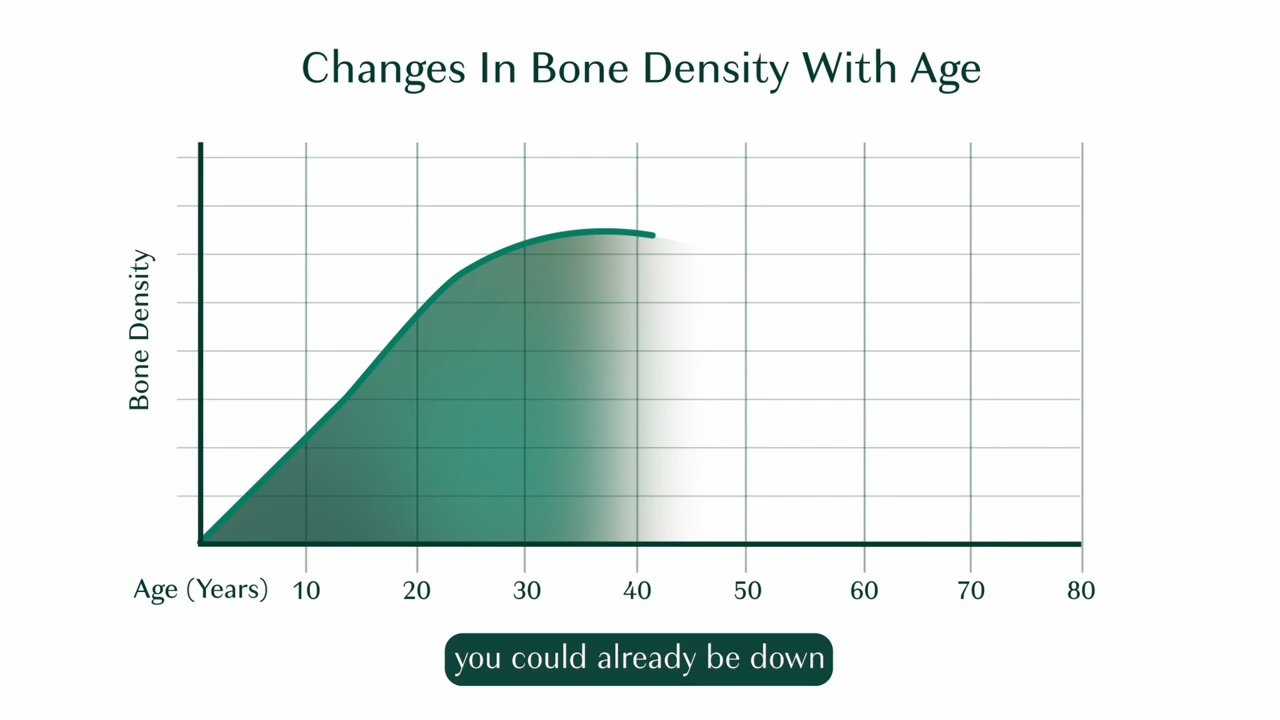 Changes In Bone Density With Age
Bone Density
Age (Years) 10 20 30 40 50 60 70 80
you could already be down